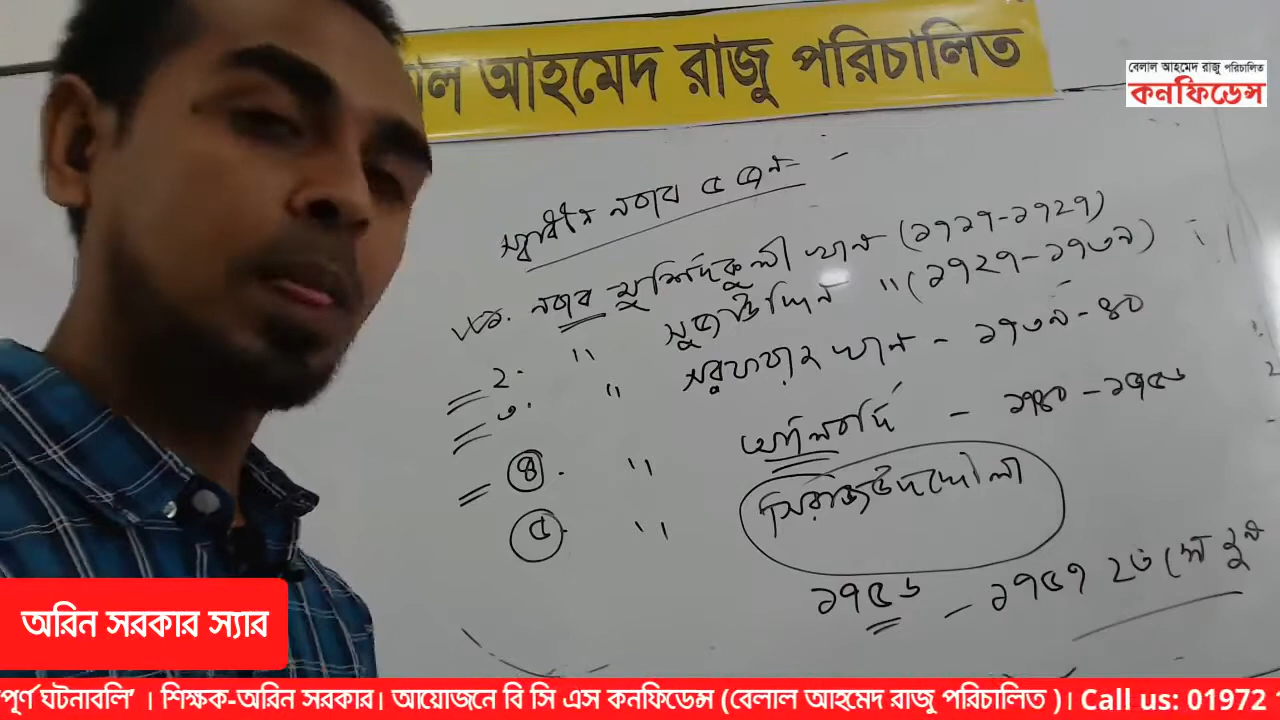 লাল আহমেদ রাজু পরিচালিত
বেলাল আহমেদ রাজু পরিচালিত
কনফিডেন্স
স্বাধীন নবাব ৫ জন -
১. নবাব মুর্শিদকুলী খান (১৭১৭-১৭২৭)
২. " সুজাউদ্দিন " (১৭২৭-১৭৩৯)
৩. " সরফরাজ খান - ১৭৩৯-৪০
৪. " আলিবর্দি - ১৭৪০-১৭৫৬
৫. " সিরাজউদদৌলা
১৭৫৬ - ১৭৫৭ ২৩ শে জুন
অরিন সরকার স্যার
পূর্ণ ঘটনাবলি’ । শিক্ষক-অরিন সরকার। আয়োজনে বি সি এস কনফিডেন্স (বেলাল আহমেদ রাজু পরিচালিত )। Call us: 01972